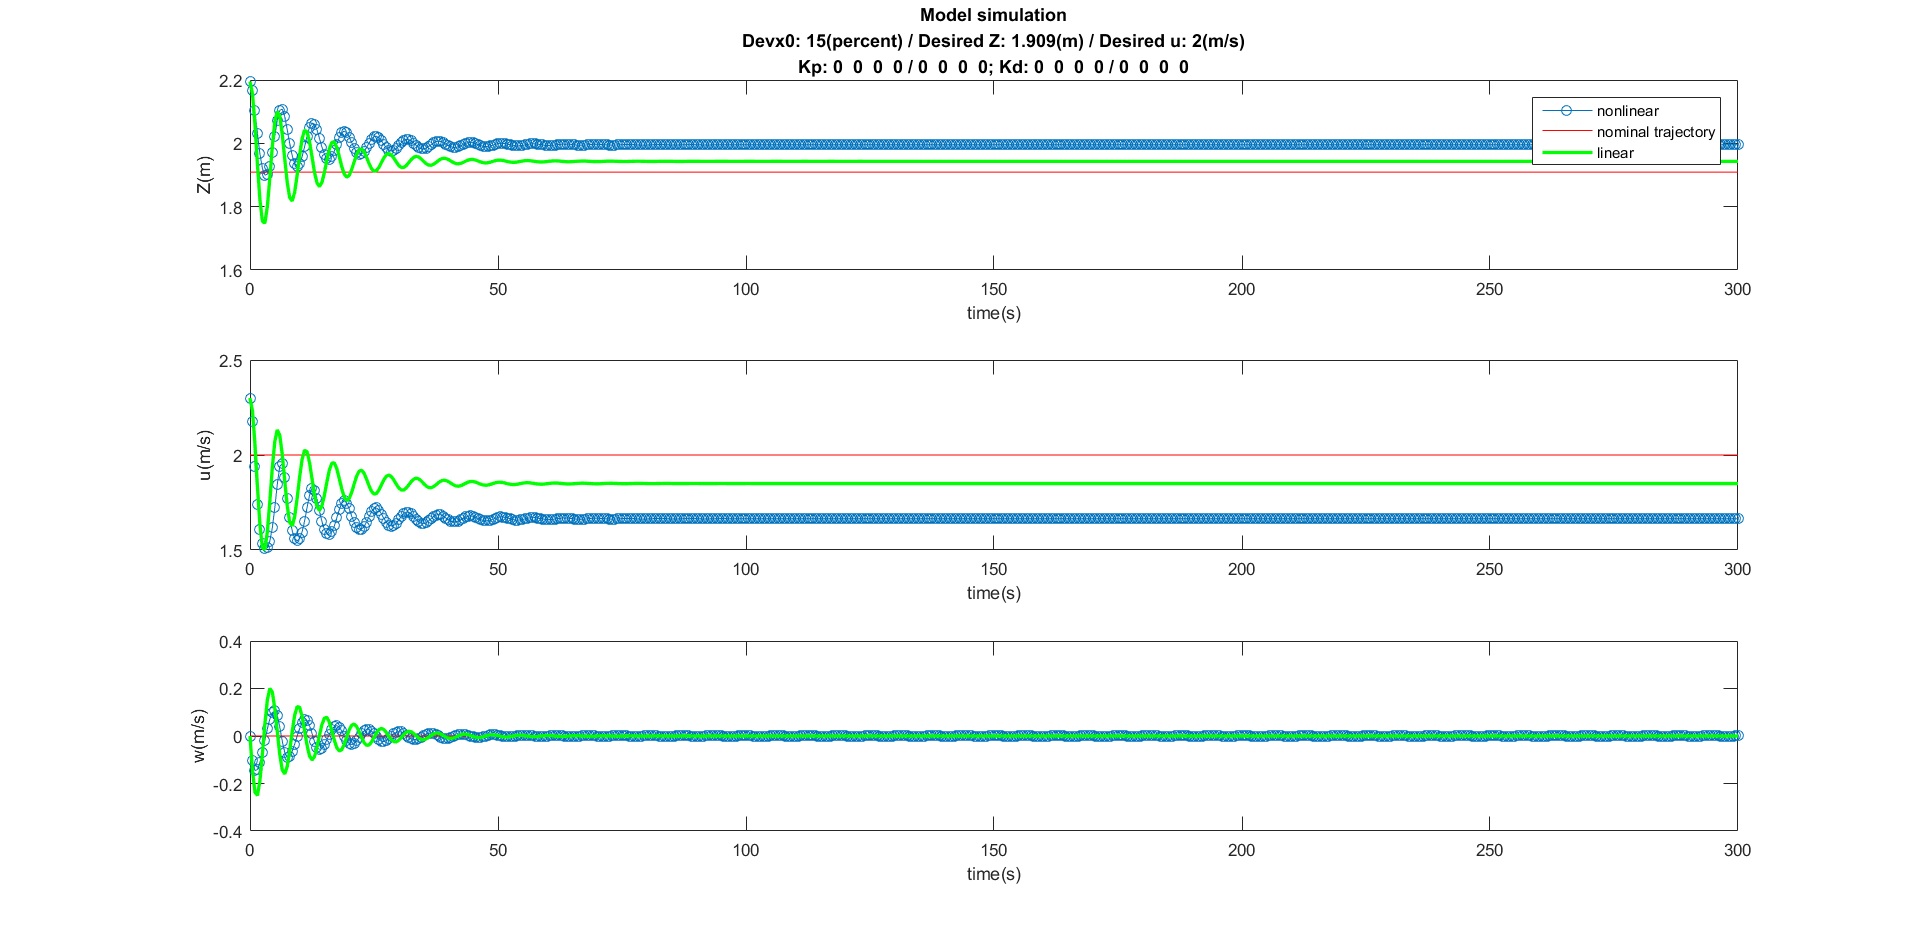 Model simulation
Devx0: 15(percent) / Desired Z: 1.909(m) / Desired u: 2(m/s)
Kp: 0 0 0 0 / 0 0 0 0; Kd: 0 0 0 0 / 0 0 0 0
2.2
2
1.8
1.6
Z(m)
nonlinear
nominal trajectory
linear
0 50 100 150 200 250 300
time(s)
2.5
2
1.5
u(m/s)
0 50 100 150 200 250 300
time(s)
0.4
0.2
0
-0.2
-0.4
w(m/s)
0 50 100 150 200 250 300
time(s)